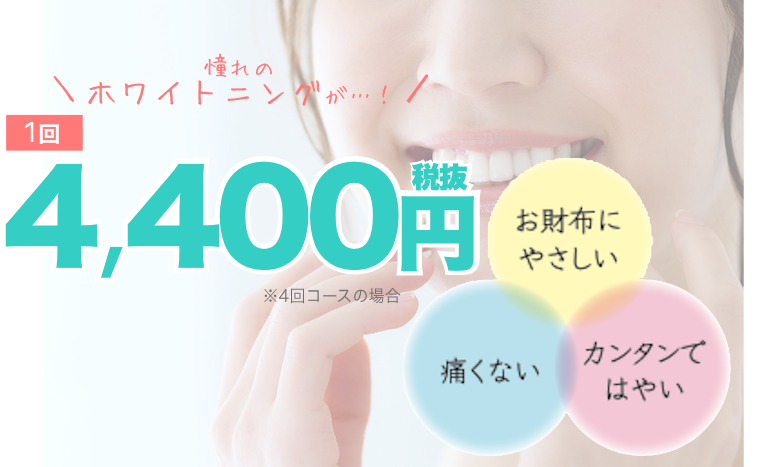 憧れの
\ホワイトニングが…！/
1回
4,400円
税抜
※4回コースの場合
お財布に
やさしい
痛くない
カンタンで
はやい